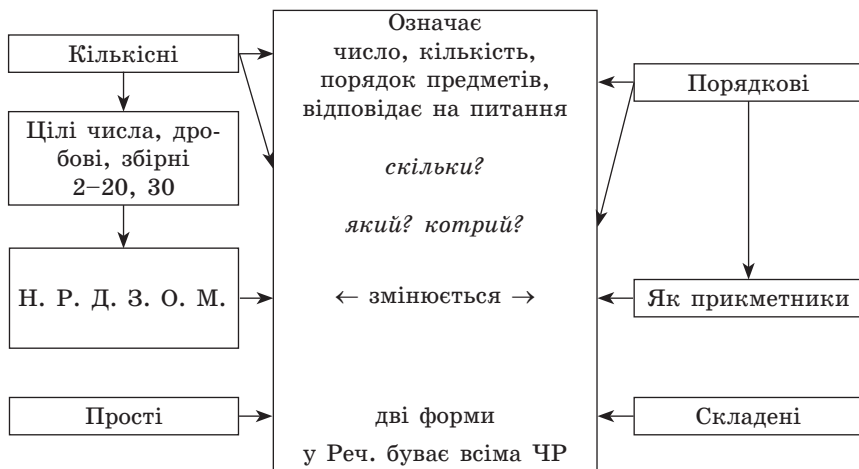 Кількісні
Цілі числа, дро-
бові, збірні
2–20, 30
Н. Р. Д. З. О. М.
Прості
Означає
число, кількість,
порядок предметів,
відповідає на питання
скільки?
який? котрий?
← змінюється →
дві форми
у Реч. буває всіма ЧР
Порядкові
Як прикметники
Складені